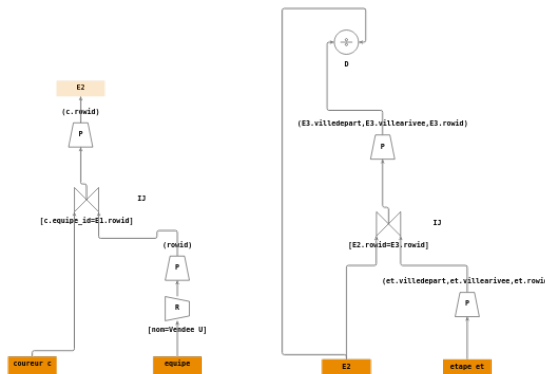 E2
(c.rowid)
P
IJ
[c.equipe_id=E1.rowid]
(rowid)
P
R
[nom=Vendee U]
coureur c
equipe
D
(E3.villedepart,E3.villearivee,E3.rowid)
P
IJ
[E2.rowid=E3.rowid]
(et.villedepart,et.villearivee,et.rowi
P
E2
etape et